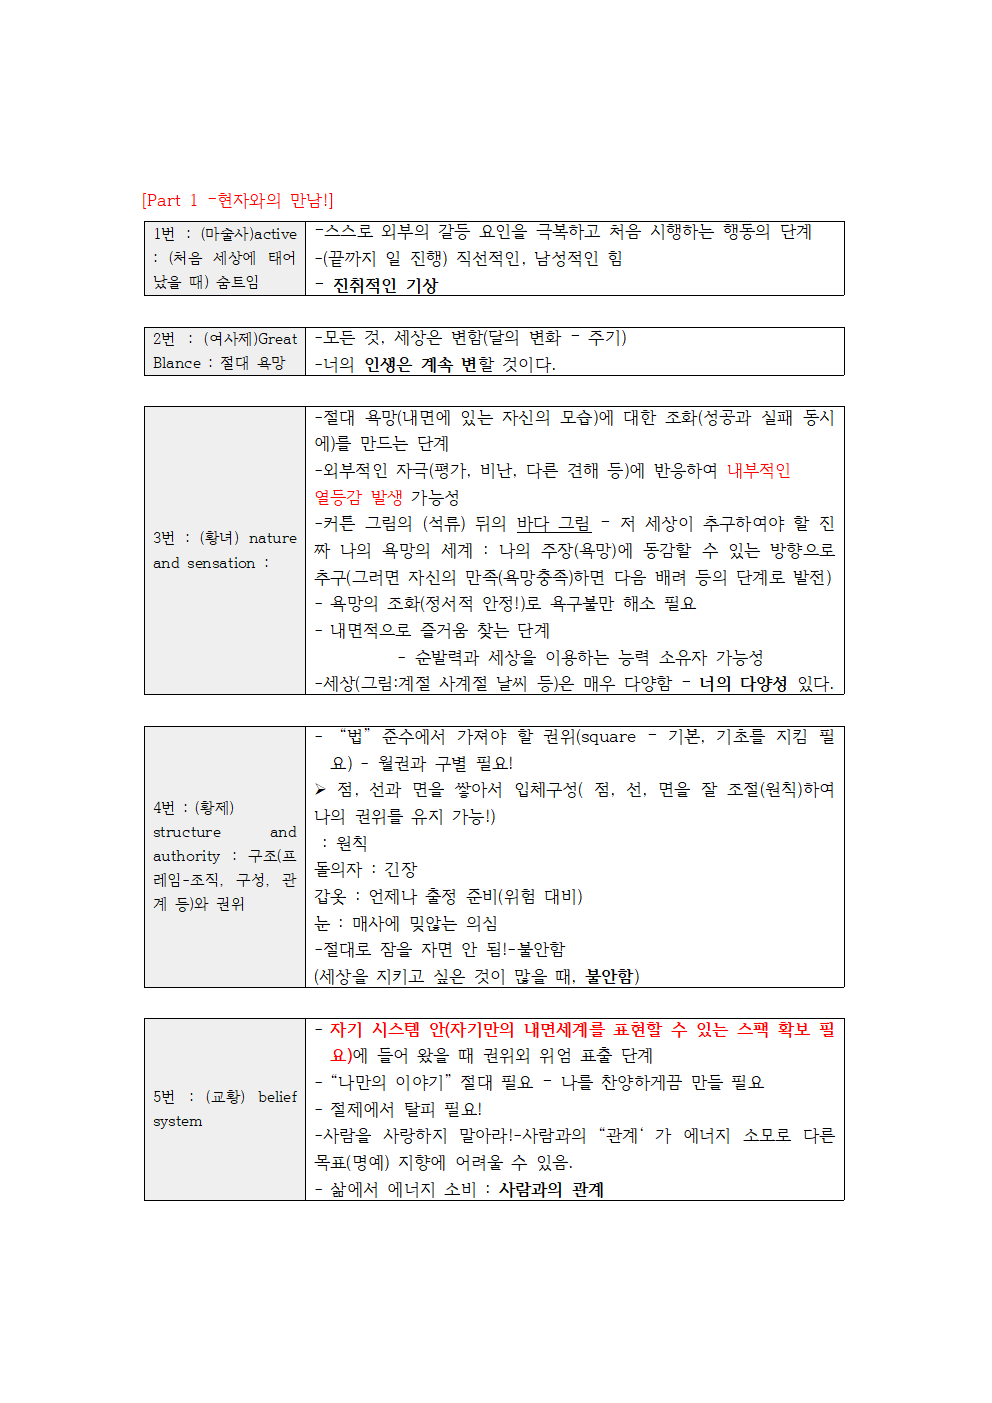 [Part 1 -현자와의 만남!]
1번 : (마술사)active
: (처음 세상에 태어
났을 때) 숨트임
-스스로 외부의 갈등 요인을 극복하고 처음 시행하는 행동의 단계
-(끝까지 일 진행) 직선적인, 남성적인 힘
- 진취적인 기상
2번 : (여사제)Great
Blance : 절대 욕망
-모든 것, 세상은 변함(달의 변화 - 주기)
-너의 인생은 계속 변할 것이다.
3번 : (황녀) nature
and sensation :
-절대 욕망(내면에 있는 자신의 모습)에 대한 조화(성공과 실패 동시
에)를 만드는 단계
-외부적인 자극(평가, 비난, 다른 견해 등)에 반응하여 내부적인
열등감 발생 가능성
-커튼 그림의 (석류) 뒤의 바다 그림 - 저 세상이 추구하여야 할 진
짜 나의 욕망의 세계 : 나의 주장(욕망)에 동감할 수 있는 방향으로
추구(그러면 자신의 만족(욕망충족)하면 다음 배려 등의 단계로 발전)
- 욕망의 조화(정서적 안정!)로 욕구불만 해소 필요
- 내면적으로 즐거움 찾는 단계
- 순발력과 세상을 이용하는 능력 소유자 가능성
-세상(그림:계절 사계절 날씨 등)은 매우 다양함 - 너의 다양성 있다.
4번 : (황제)
structure and
authority : 구조(프
레임-조직, 구성, 관
계 등)와 권위
- “법” 준수에서 가져야 할 권위(square - 기본, 기초를 지킴 필
요) - 월권과 구별 필요!
➢ 점, 선과 면을 쌓아서 입체구성( 점, 선, 면을 잘 조절(원칙)하여
나의 권위를 유지 가능!)
: 원칙
돌의자 : 긴장
갑옷 : 언제나 출정 준비(위험 대비)
눈 : 매사에 밎않는 의심
-절대로 잠을 자면 안 됨!-불안함
(세상을 지키고 싶은 것이 많을 때, 불안함)
5번 : (교황) belief
system
- 자기 시스템 안(자기만의 내면세계를 표현할 수 있는 스팩 확보 필
요)에 들어 왔을 때 권위외 위엄 표출 단계
- “나만의 이야기” 절대 필요 - 나를 찬양하게끔 만들 필요
- 절제에서 탈피 필요!
-사람을 사랑하지 말아라!-사람과의 “관계‘ 가 에너지 소모로 다른
목표(명예) 지향에 어려울 수 있음.
- 삶에서 에너지 소비 : 사람과의 관계